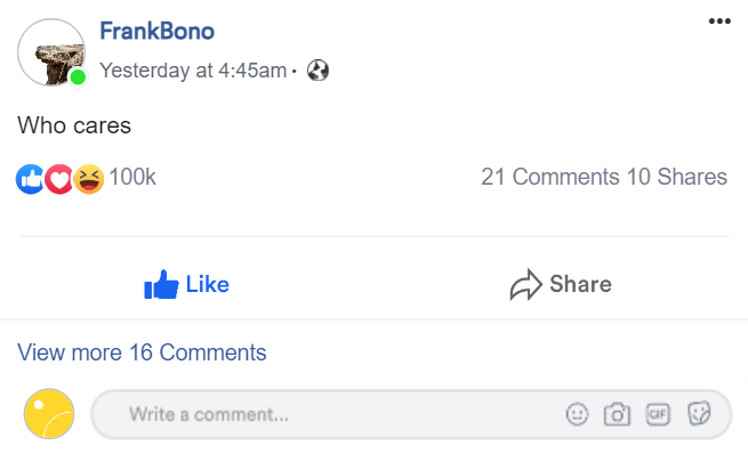 FrankBono
Yesterday at 4:45am ·
Who cares
100k
21 Comments 10 Shares
Like
Share
View more 16 Comments
Write a comment...
GIF